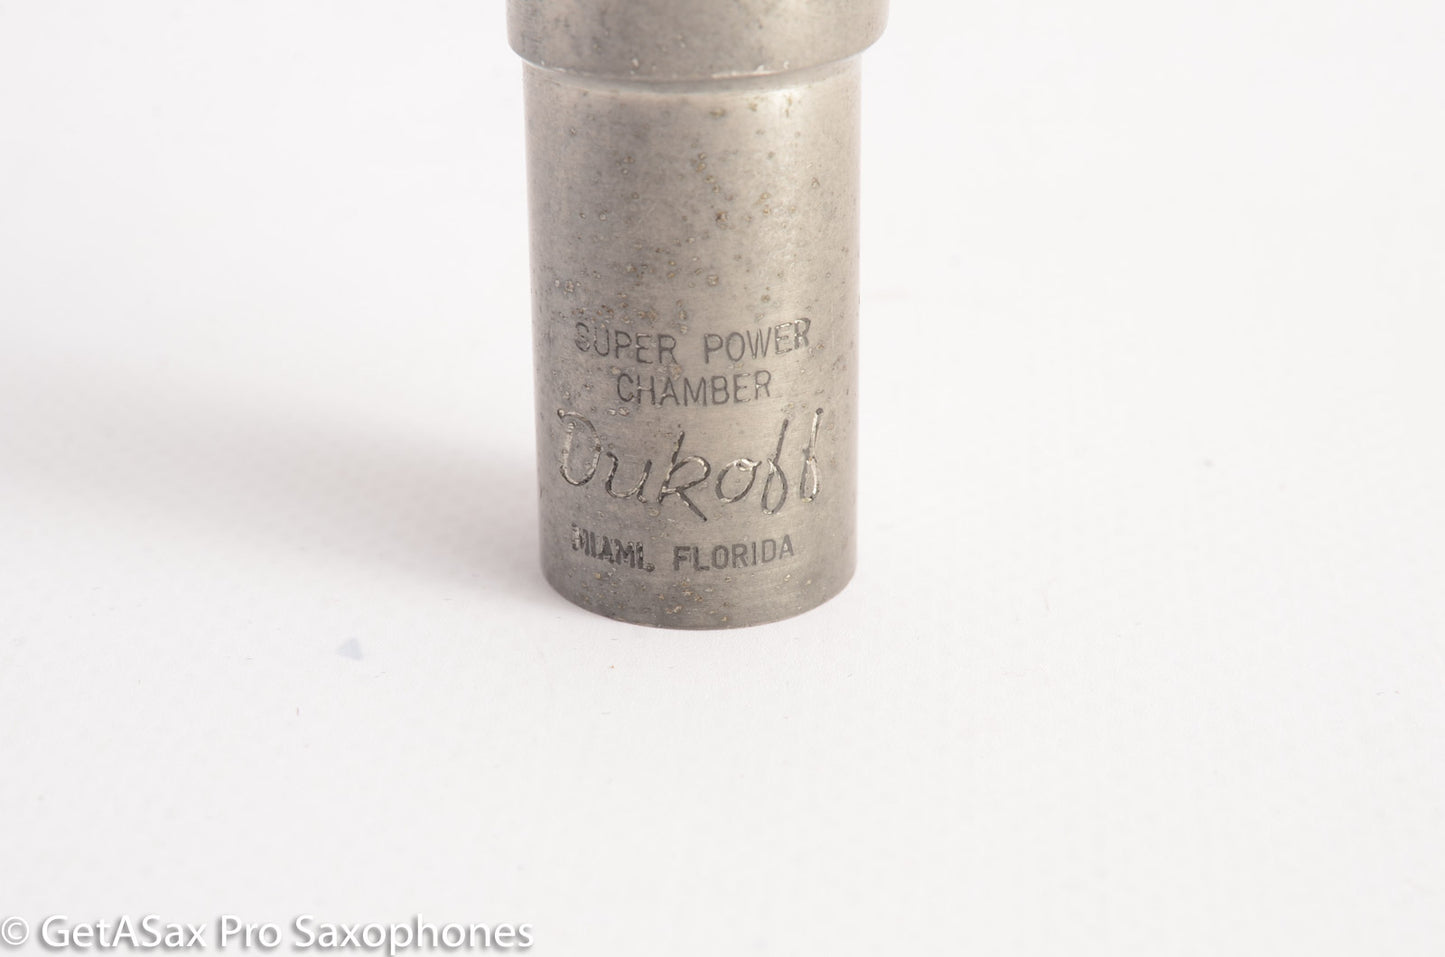 SUPER POWER
CHAMBER
Dukoff
MIAMI, FLORIDA
© GetASax Pro Saxophones